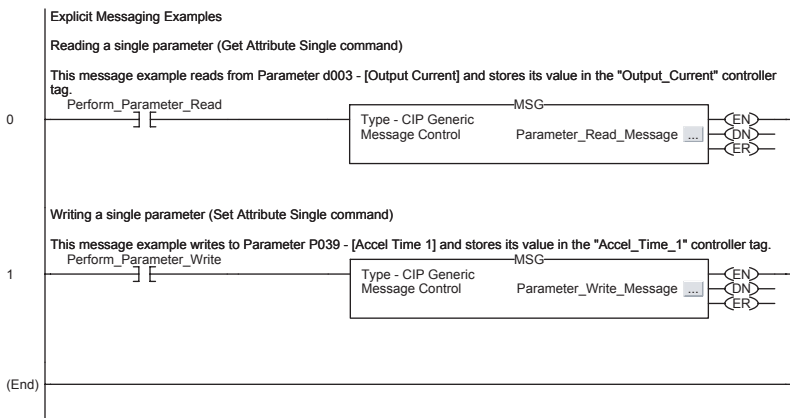 Explicit Messaging Examples
Reading a single parameter (Get Attribute Single command)
This message example reads from Parameter d003 - [Output Current] and stores its value in the "Output_Current" controller
tag.
Perform_Parameter_Read
MSG
0
Type - CIP Generic
EN
Message Control Parameter_Read_Message ...
DN
ER
Writing a single parameter (Set Attribute Single command)
This message example writes to Parameter P039 - [Accel Time 1] and stores its value in the "Accel_Time_1" controller tag.
Perform_Parameter_Write
MSG
1
Type - CIP Generic
EN
Message Control Parameter_Write_Message ...
DN
ER
(End)